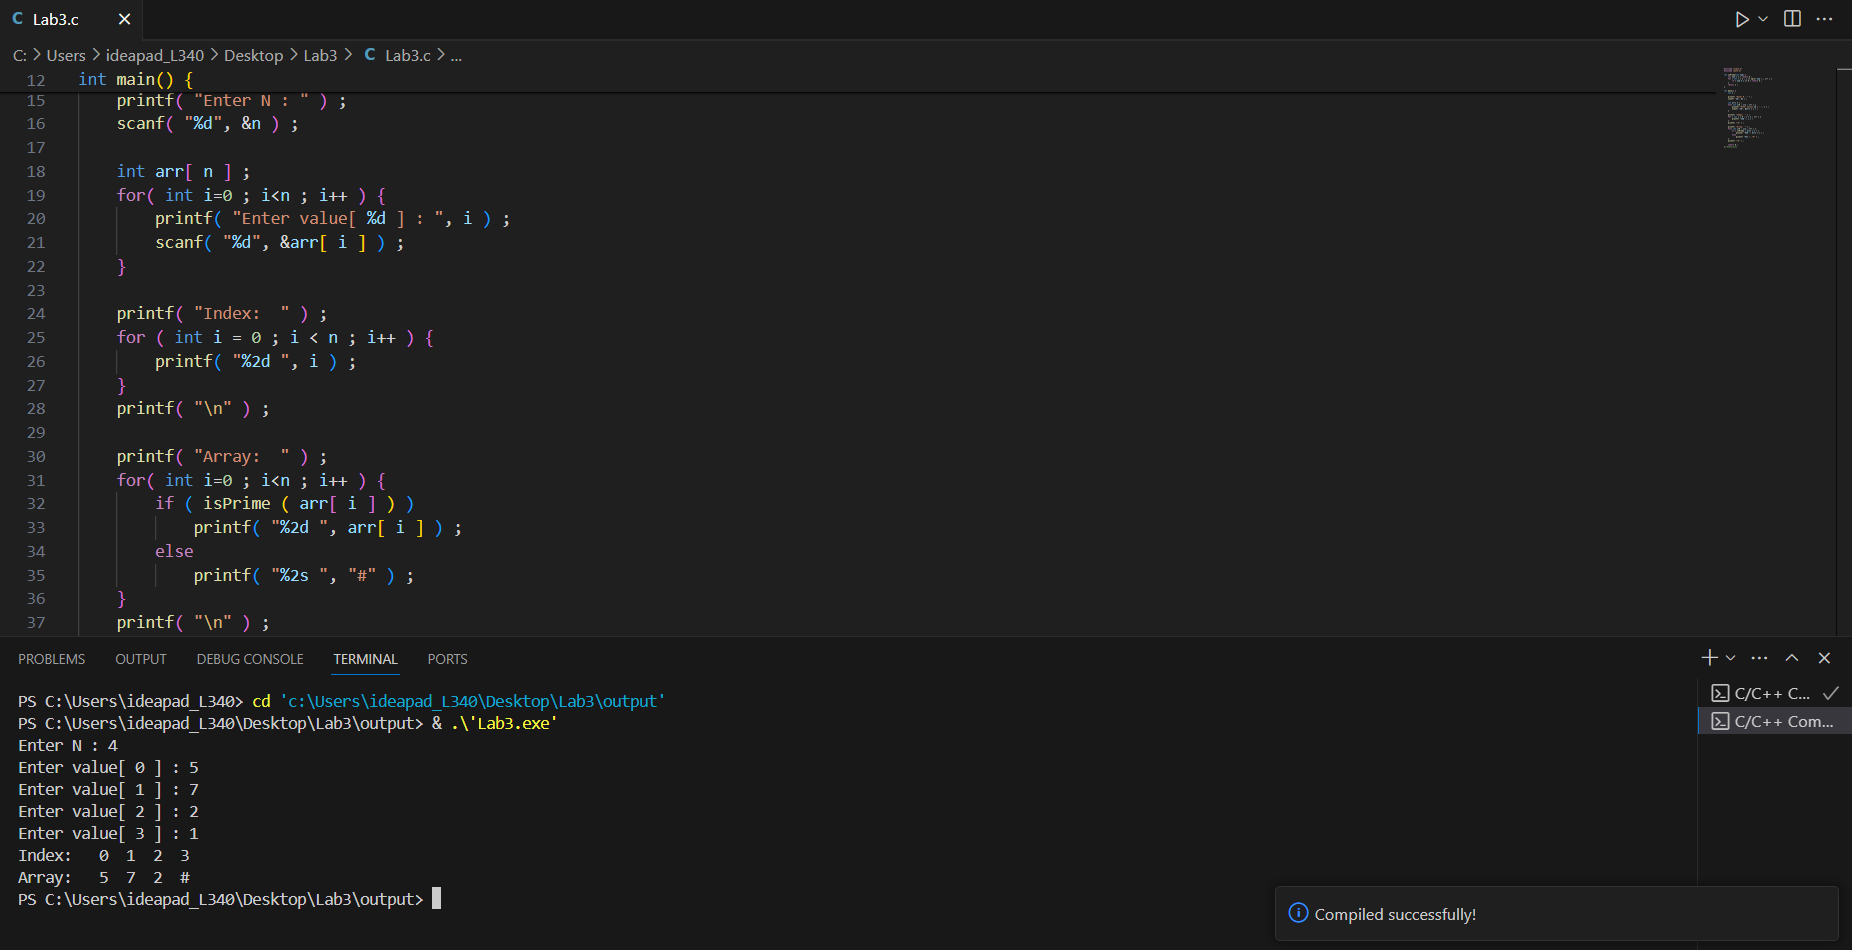 Lab3.c
C: > Users > ideapad_L340 > Desktop > Lab3 > C Lab3.c > ...
12 int main() {
15 printf( "Enter N : " ) ;
16 scanf( "%d", &n ) ;
17
18 int arr[ n ] ;
19 for( int i=0 ; i<n ; i++ ) {
20 printf( "Enter value[ %d ] : ", i ) ;
21 scanf( "%d", &arr[ i ] ) ;
22 }
23
24 printf( "Index:  " ) ;
25 for ( int i = 0 ; i < n ; i++ ) {
26 printf( "%2d ", i ) ;
27 }
28 printf( "\n" ) ;
29
30 printf( "Array:  " ) ;
31 for( int i=0 ; i<n ; i++ ) {
32 if ( isPrime ( arr[ i ] ) )
33 printf( "%2d ", arr[ i ] ) ;
34 else
35 printf( "%2s ", "#" ) ;
36 }
37 printf( "\n" ) ;
PROBLEMS OUTPUT DEBUG CONSOLE TERMINAL PORTS
PS C:\Users\ideapad_L340> cd 'c:\Users\ideapad_L340\Desktop\Lab3\output'
PS C:\Users\ideapad_L340\Desktop\Lab3\output> & .\'Lab3.exe'
Enter N : 4
Enter value[ 0 ] : 5
Enter value[ 1 ] : 7
Enter value[ 2 ] : 2
Enter value[ 3 ] : 1
Index:   0  1  2  3
Array:   5  7  2  #
PS C:\Users\ideapad_L340\Desktop\Lab3\output>
C/C++ C...
C/C++ Com...
Compiled successfully!